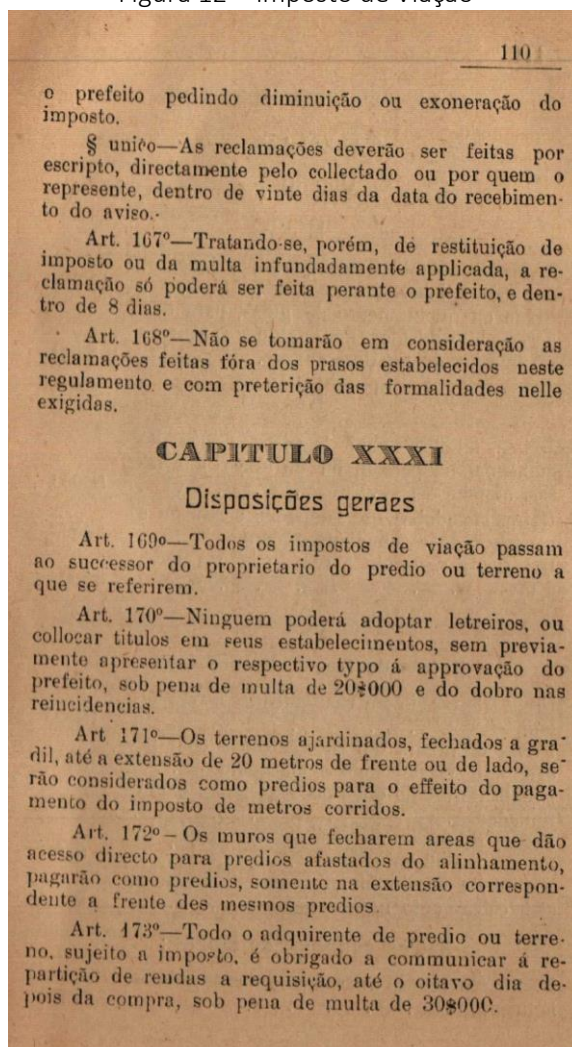 Figura 12 – Imposto de Viação
110
o prefeito pedindo diminuição ou exoneração do
imposto.
§ unico—As reclamações deverão ser feitas por
escripto, directamente pelo collectado ou por quem o
represente, dentro de vinte dias da data do recebimen-
to do aviso.
Art. 167º—Tratando-se, porém, de restituição de
imposto ou da multa infundadamente applicada, a re-
clamação só poderá ser feita perante o prefeito, e den-
tro de 8 dias.
Art. 168º—Não se tomarão em consideração as
reclamações feitas fóra dos prasos estabelecidos neste
regulamento e com preterição das formalidades nelle
exigidas.
CAPITULO XXXI
Disposições geraes
Art. 169º—Todos os impostos de viação passam
ao successor do proprietario do predio ou terreno a
que se referirem.
Art. 170º—Ninguem poderá adoptar letreiros, ou
collocar titulos em seus estabelecimentos, sem previa-
mente apresentar o respectivo typo á approvação do
prefeito, sob pena de multa de 20$000 e do dobro nas
reincidencias.
Art 171º—Os terrenos ajardinados, fechados a gra-
dil, até a extensão de 20 metros de frente ou de lado, se-
rão considerados como predios para o effeito do paga-
mento do imposto de metros corridos.
Art. 172º – Os muros que fecharem areas que dão
acesso directo para predios afastados do alinhamento,
pagarão como predios, somente na extensão correspon-
dente a frente des mesmos predios.
Art. 173º—Todo o adquirente de predio ou terre-
no, sujeito a imposto, é obrigado a communicar á re-
partição de rendas a requisição, até o oitavo dia de-
pois da compra, sob pena de multa de 30$000.